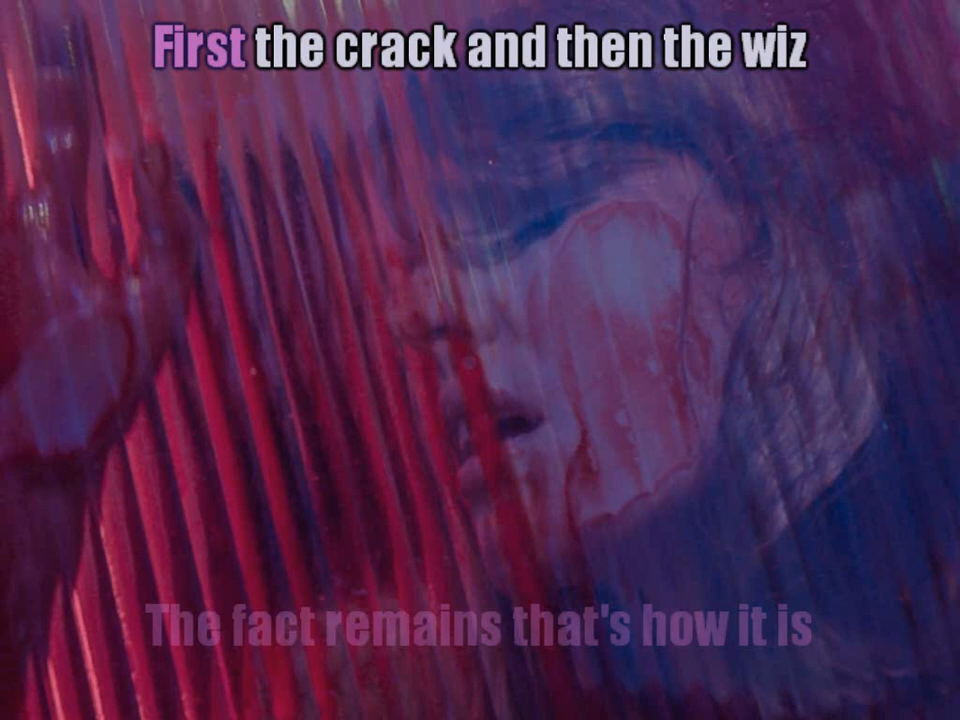 First the crack and then the wiz
The fact remains that's how it is